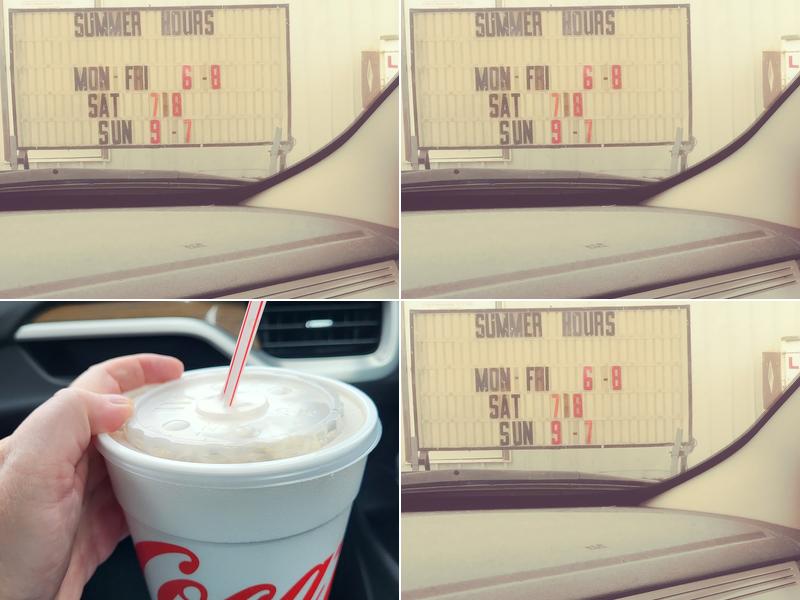 SUMMER HOURS
MON-FRI 6-8
SAT 7-8
SUN 9-7
SUMMER HOURS
MON-FRI 6-8
SAT 7-8
SUN 9-7
Coca
SUMMER HOURS
MON-FRI 6-8
SAT 7-8
SUN 9-7